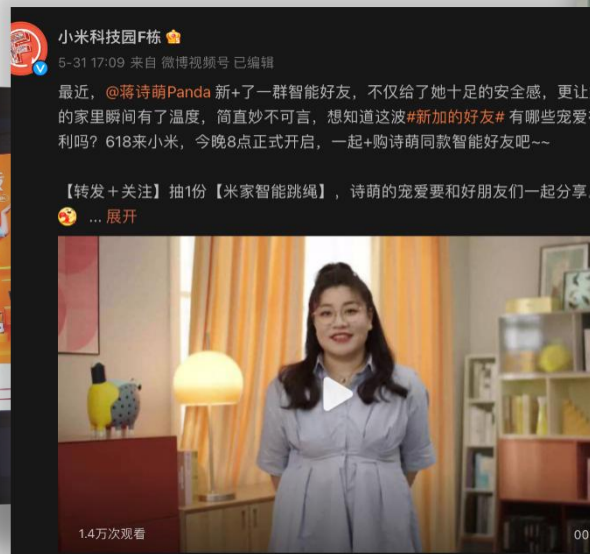 小米科技园F栋
5-31 17:09 来自 微博视频号 已编辑
最近，@蒋诗萌Panda 新+了一群智能好友，不仅给了她十足的安全感，更让
的家里瞬间有了温度，简直妙不可言，想知道这波#新加的好友# 有哪些宠爱
利吗？618来小米，今晚8点正式开启，一起+购诗萌同款智能好友吧~~
【转发＋关注】抽1份【米家智能跳绳】，诗萌的宠爱要和好朋友们一起分享
... 展开
1.4万次观看
00